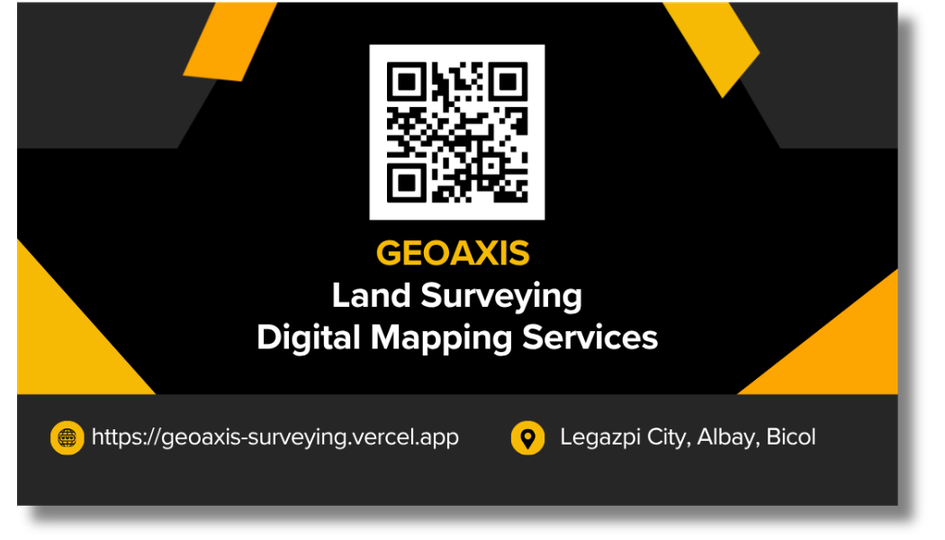 GEOAXIS
Land Surveying
Digital Mapping Services
https://geoaxis-surveying.vercel.app
Legazpi City, Albay, Bicol